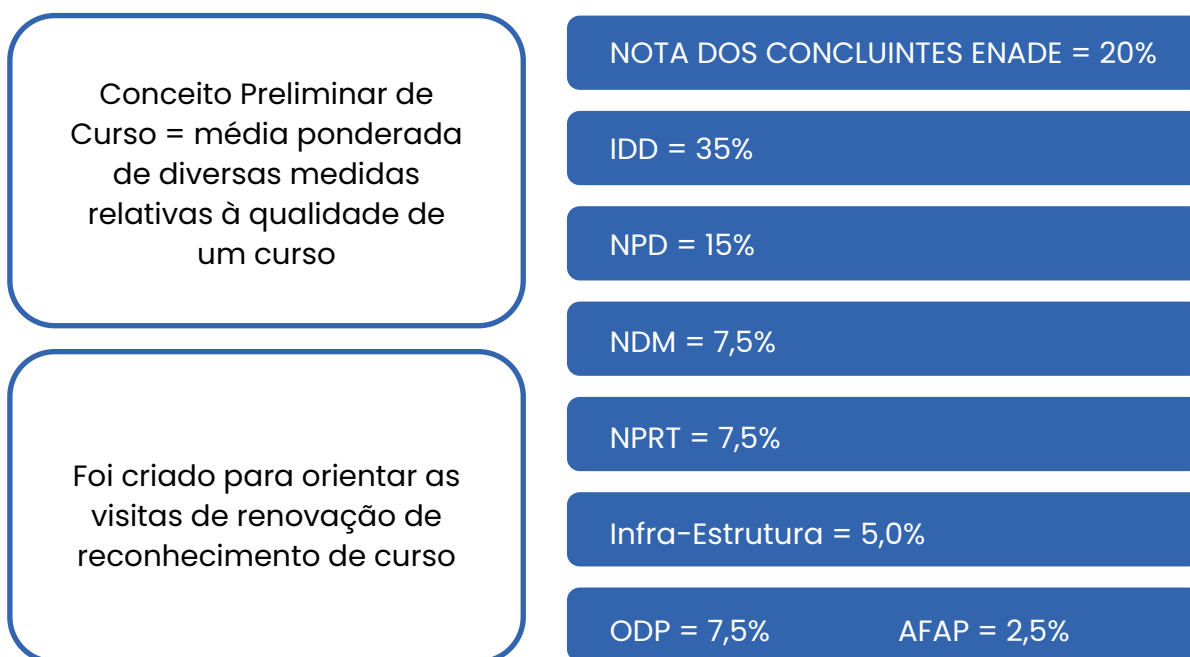 Conceito Preliminar de
Curso = média ponderada
de diversas medidas
relativas à qualidade de
um curso
Foi criado para orientar as
visitas de renovação de
reconhecimento de curso
NOTA DOS CONCLUINTES ENADE = 20%
IDD = 35%
NPD = 15%
NDM = 7,5%
NPRT = 7,5%
Infra-Estrutura = 5,0%
ODP = 7,5% AFAP = 2,5%